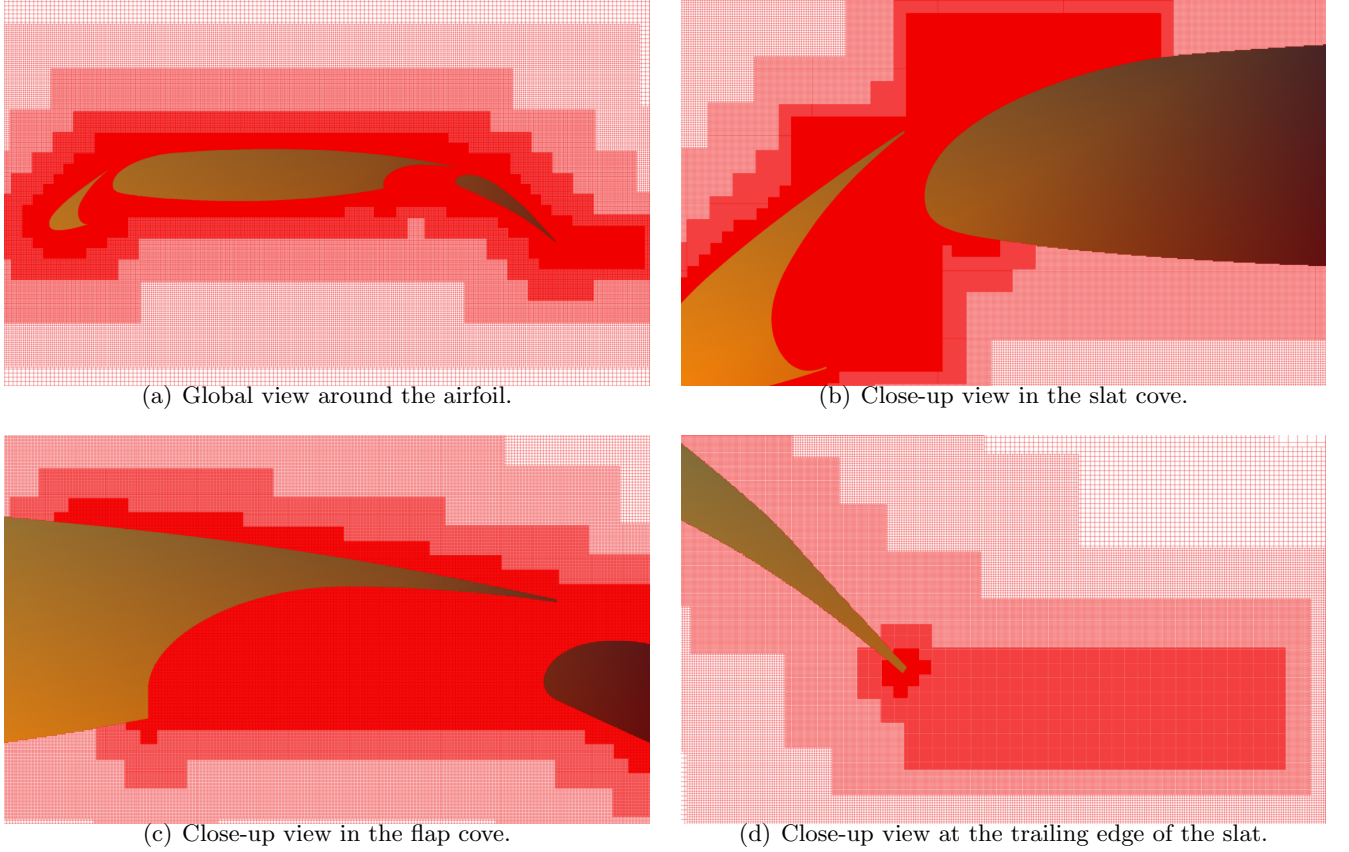 (a) Global view around the airfoil.
(b) Close-up view in the slat cove.
(c) Close-up view in the flap cove.
(d) Close-up view at the trailing edge of the slat.